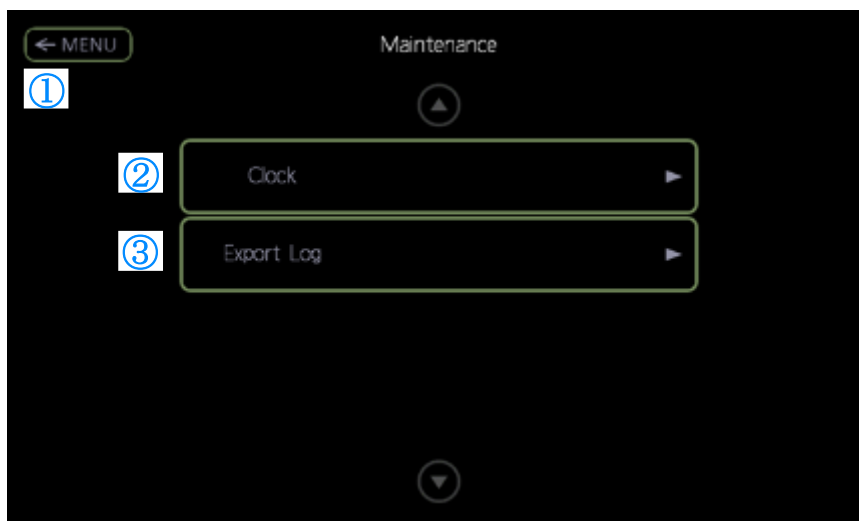 ← MENU
Maintenance
①
② Clock ►
③ Export Log ►